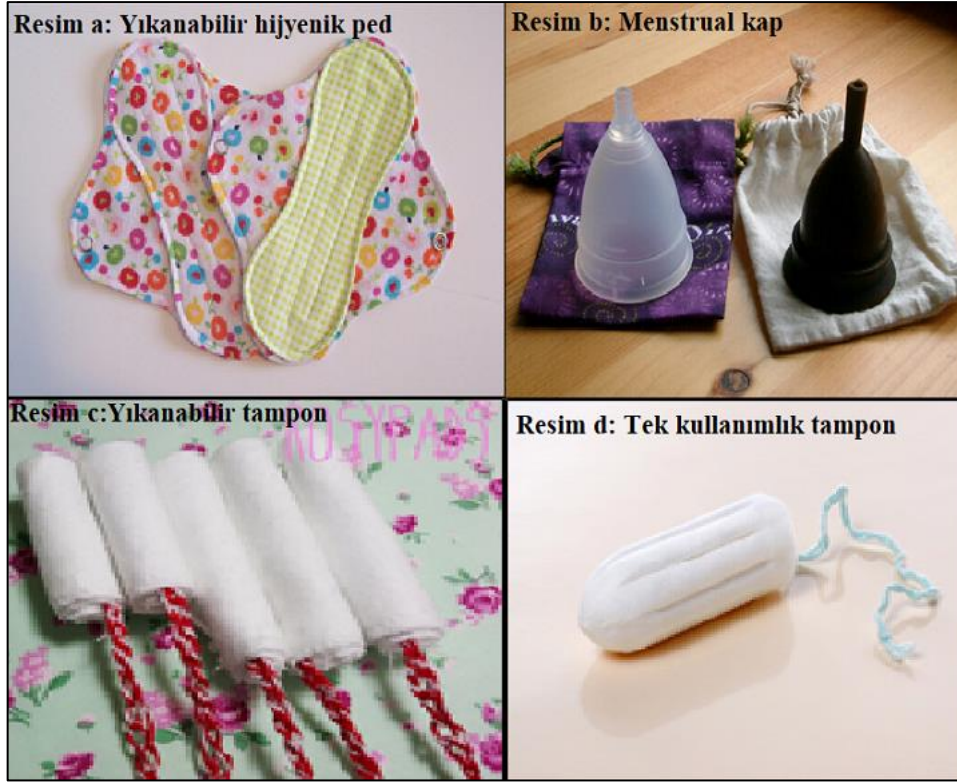 Resim a: Yıkanabilir hijyenik ped
Resim b: Menstrual kap
Resim c:Yıkanabilir tampon
Resim d: Tek kullanımlık tampon